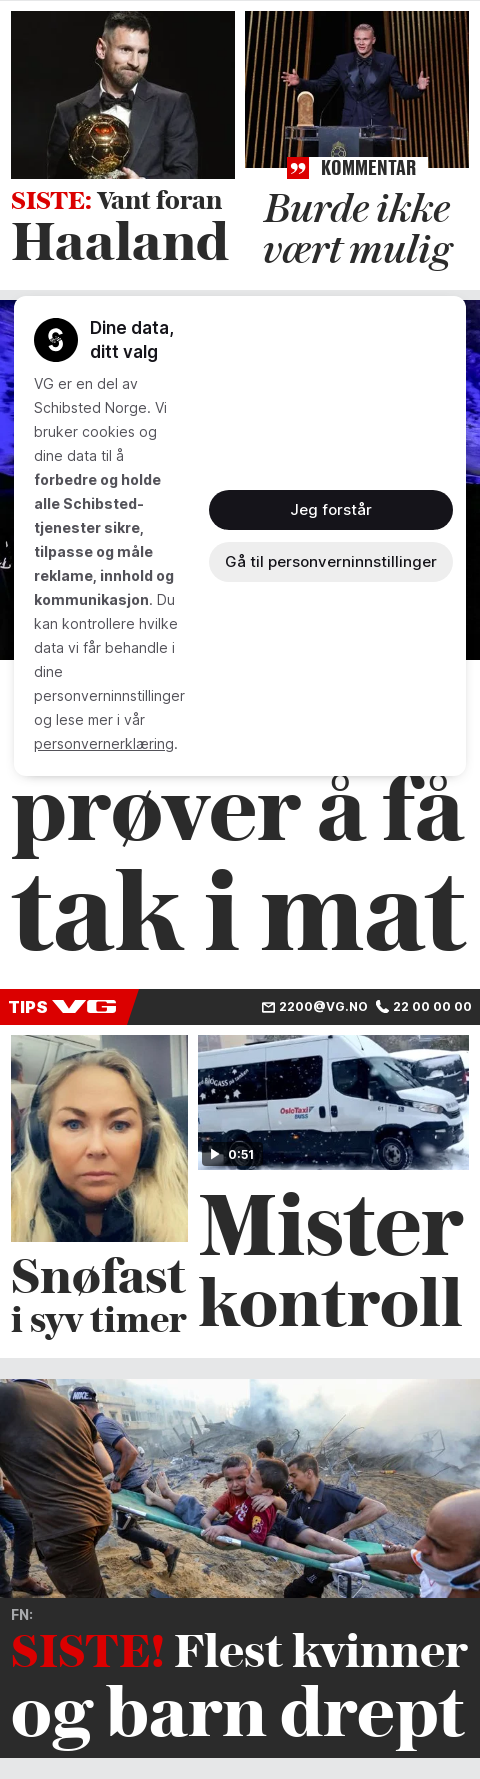 SISTE: Vant foran
Haaland
KOMMENTAR
Burde ikke
vært mulig
Dine data,
ditt valg
VG er en del av
Schibsted Norge. Vi
bruker cookies og
dine data til å
forbedre og holde
alle Schibsted-
tjenester sikre,
tilpasse og måle
reklame, innhold og
kommunikasjon. Du
kan kontrollere hvilke
data vi får behandle i
dine
personverninnstillinger
og lese mer i vår
personvernerklæring.
Jeg forstår
Gå til personverninnstillinger
prøver å få
tak i mat
TIPS VG 2200@VG.NO 22 00 00 00
OsloTaxi
BUSS
0:51
Snøfast
i syv timer
Mister
kontroll
NIKE
FN:
SISTE! Flest kvinner
og barn drept